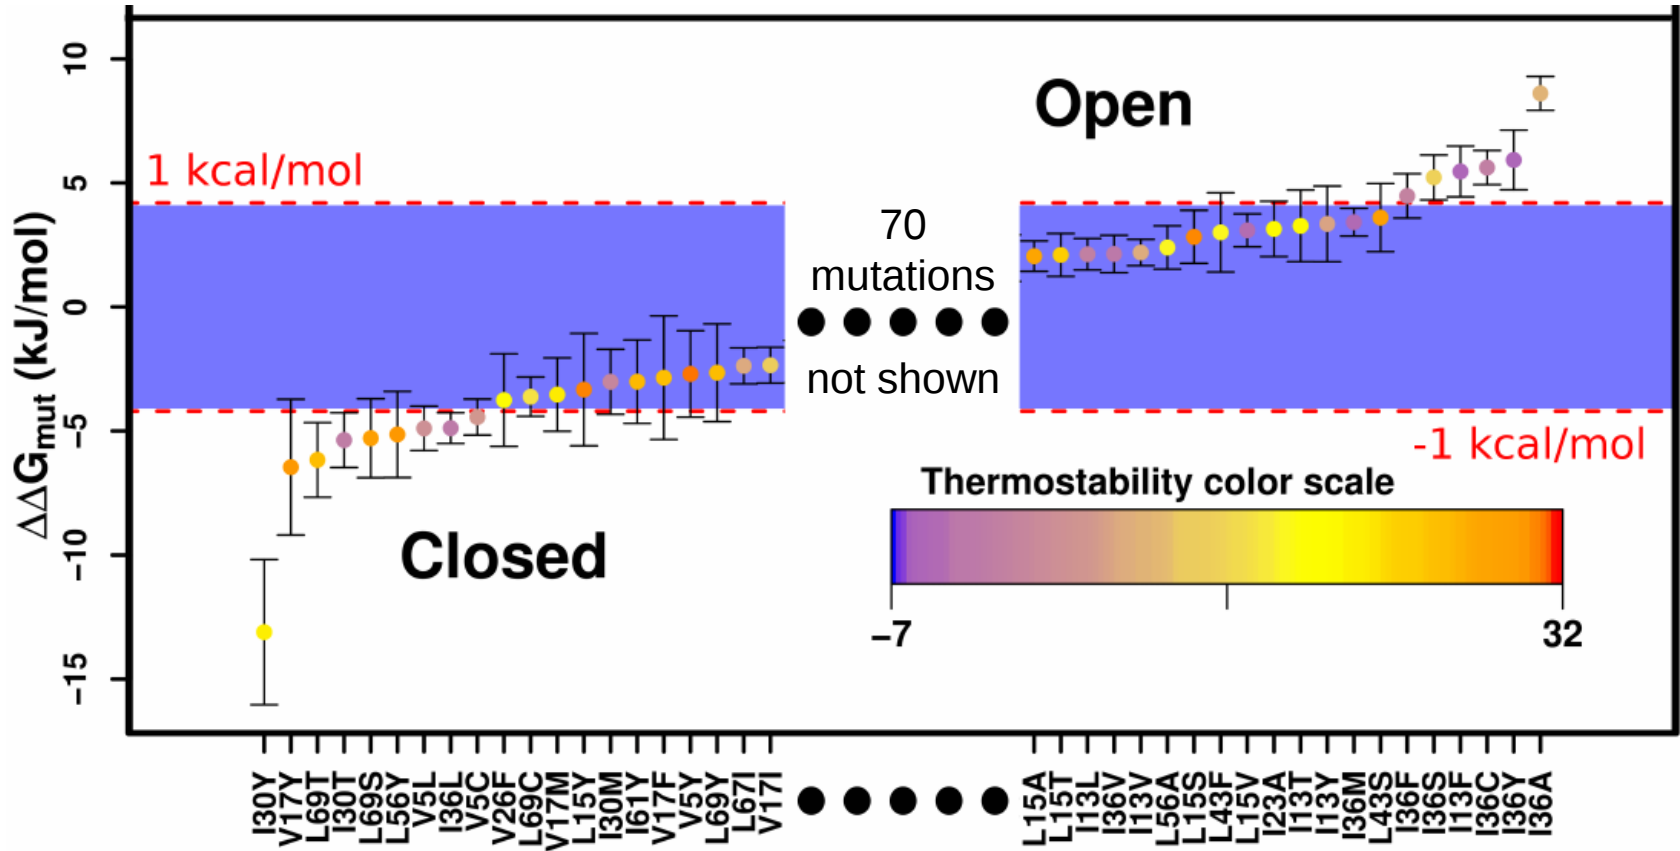 10
5
0
−5
−10
−15
ΔΔGmut (kJ/mol)
1 kcal/mol
Open
70
mutations
not shown
-1 kcal/mol
Closed
Thermostability color scale
−7
32
I30Y
V17Y
L69T
I30T
L69S
L56Y
V5L
I36L
V5C
V26F
L69C
V17M
L15Y
I30M
I61Y
V17F
V5Y
L69Y
L67I
V17I
L15A
L15T
I13L
I36V
I13V
L56A
L15S
L43F
L15V
I23A
I13T
I13Y
I36M
L43S
I36F
I36S
I13F
I36C
I36Y
I36A